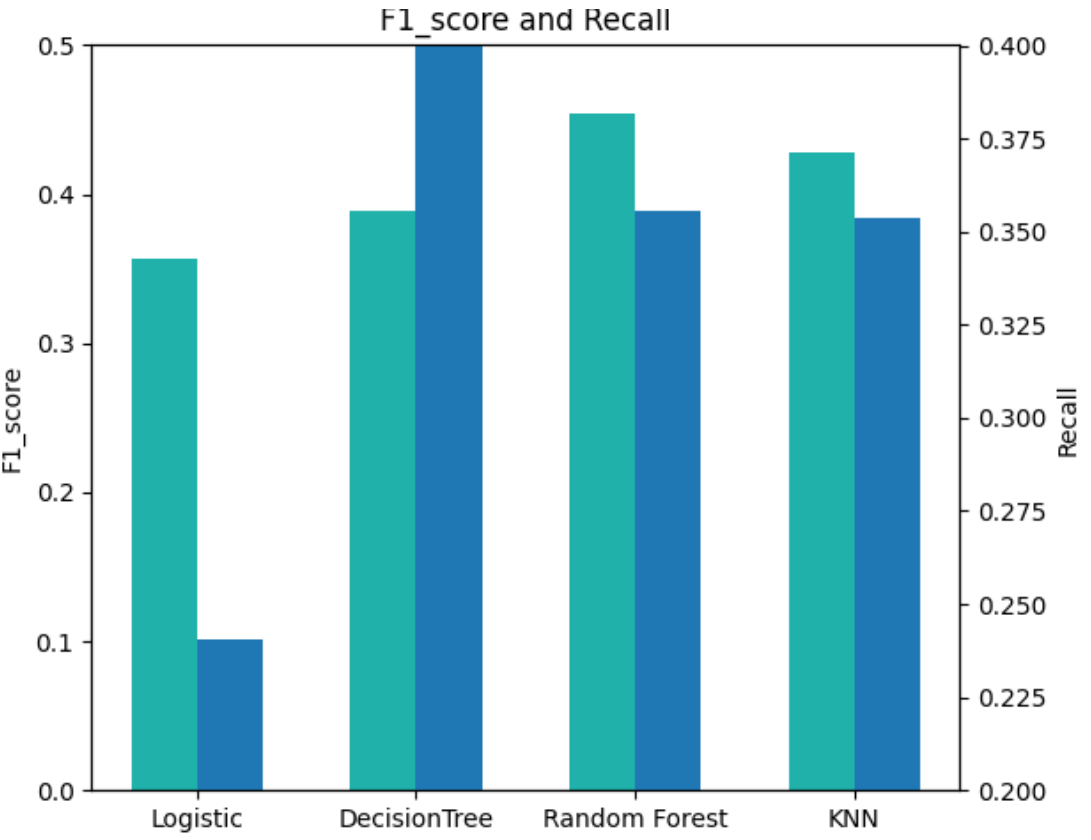 F1_score and Recall
0.5
0.4
0.3
0.2
0.1
0.0
F1_score
0.400
0.375
0.350
0.325
0.300
0.275
0.250
0.225
0.200
Recall
Logistic
DecisionTree
Random Forest
KNN